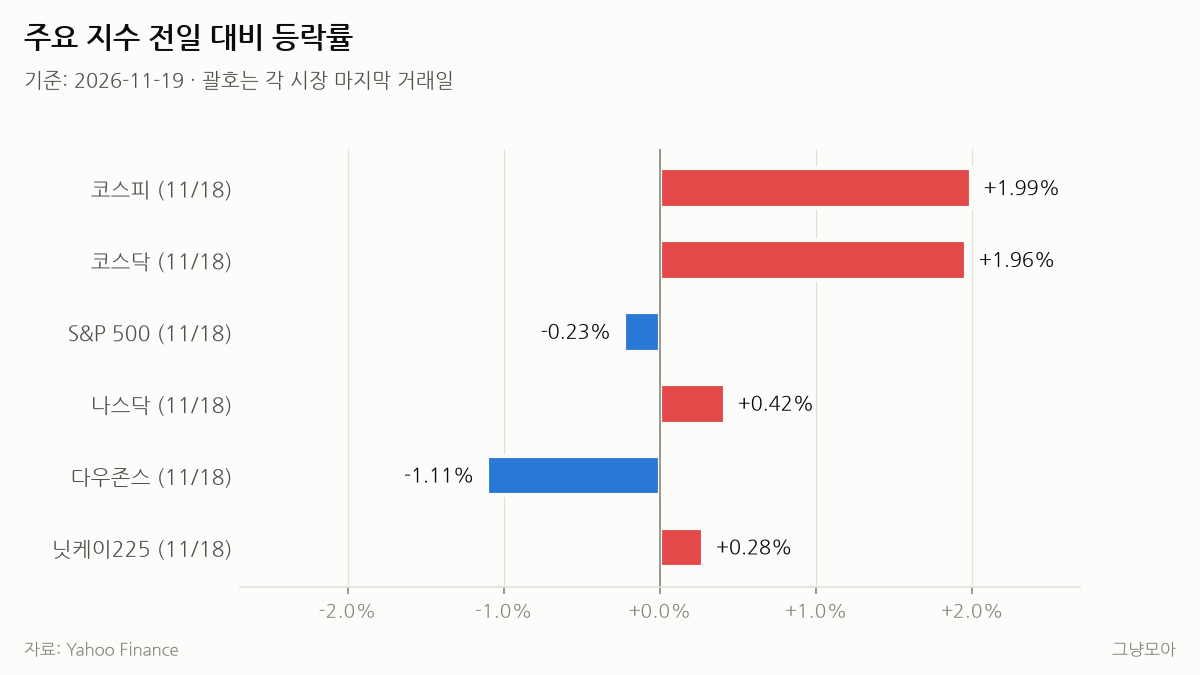 주요 지수 전일 대비 등락률
기준: 2026-11-19 · 괄호는 각 시장 마지막 거래일
코스피 (11/18) +1.99%
코스닥 (11/18) +1.96%
S&P 500 (11/18) -0.23%
나스닥 (11/18) +0.42%
다우존스 (11/18) -1.11%
닛케이225 (11/18) +0.28%
-2.0% -1.0% +0.0% +1.0% +2.0%
자료: Yahoo Finance 그냥모아